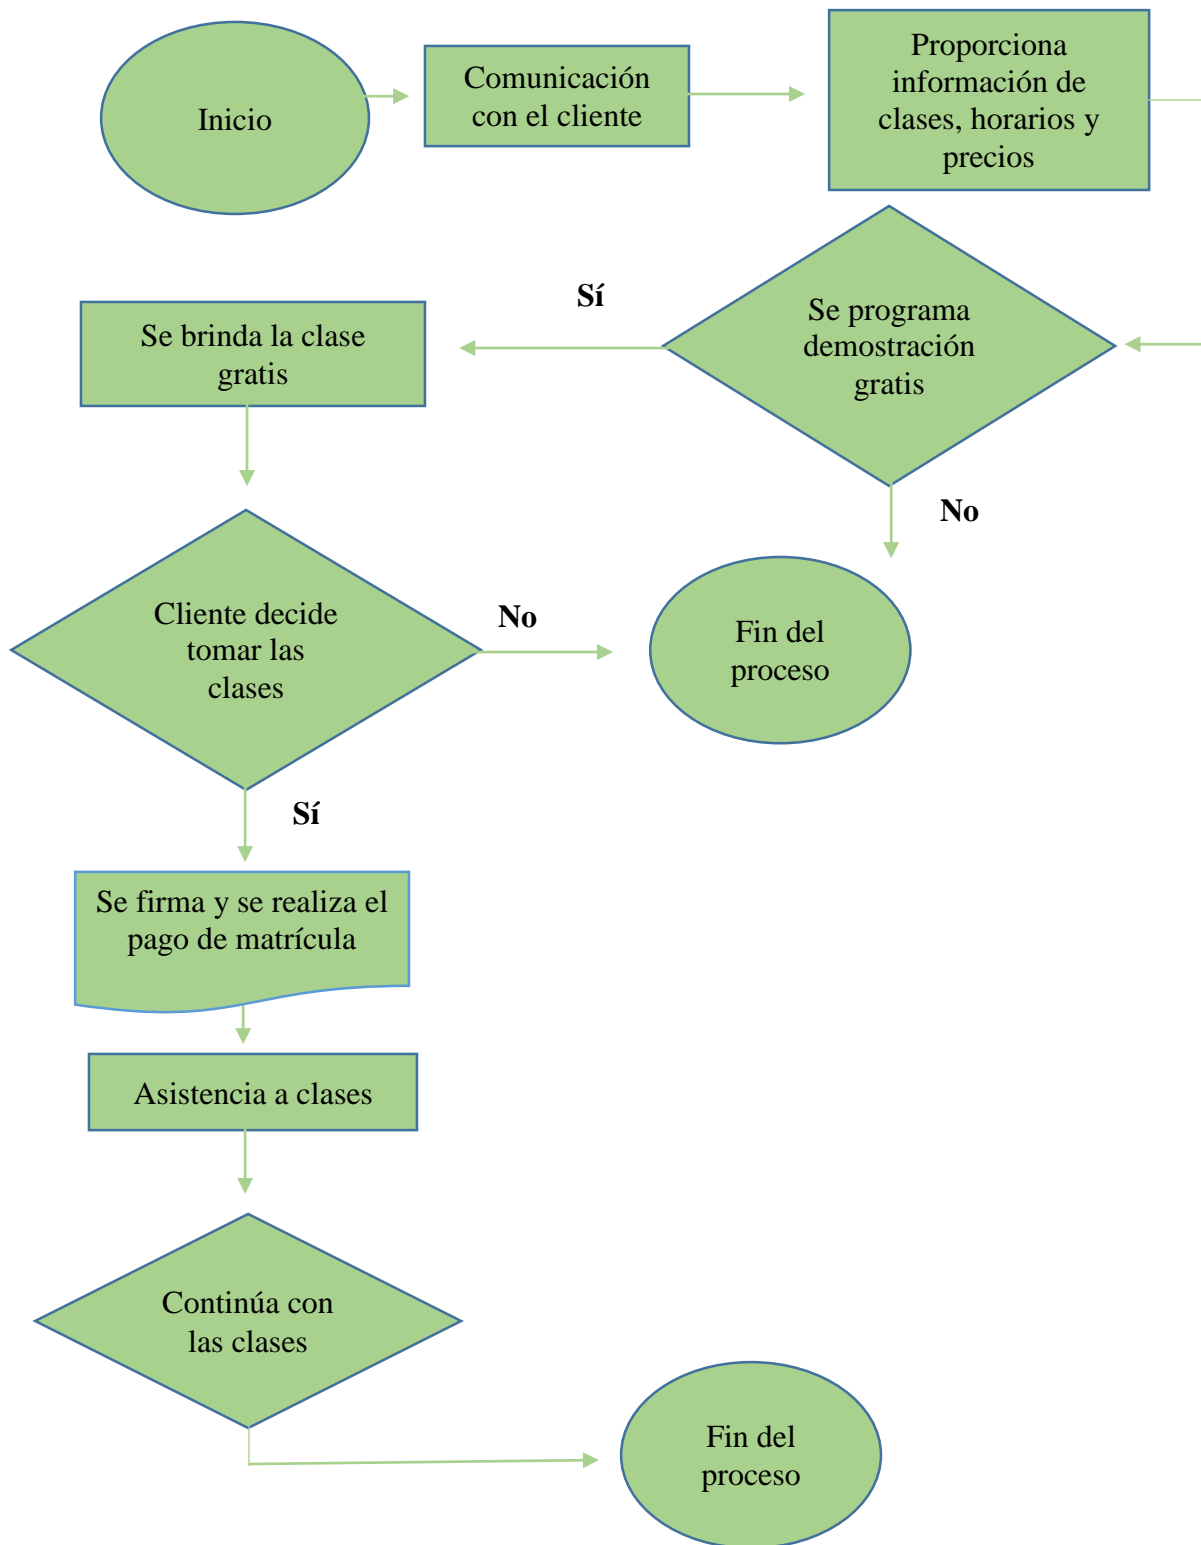 Inicio
Comunicación
con el cliente
Proporciona
información de
clases, horarios y
precios
Se programa
demostración
gratis
Sí
No
Se brinda la clase
gratis
Cliente decide
tomar las
clases
No
Fin del
proceso
Sí
Se firma y se realiza el
pago de matrícula
Asistencia a clases
Continúa con
las clases
Fin del
proceso